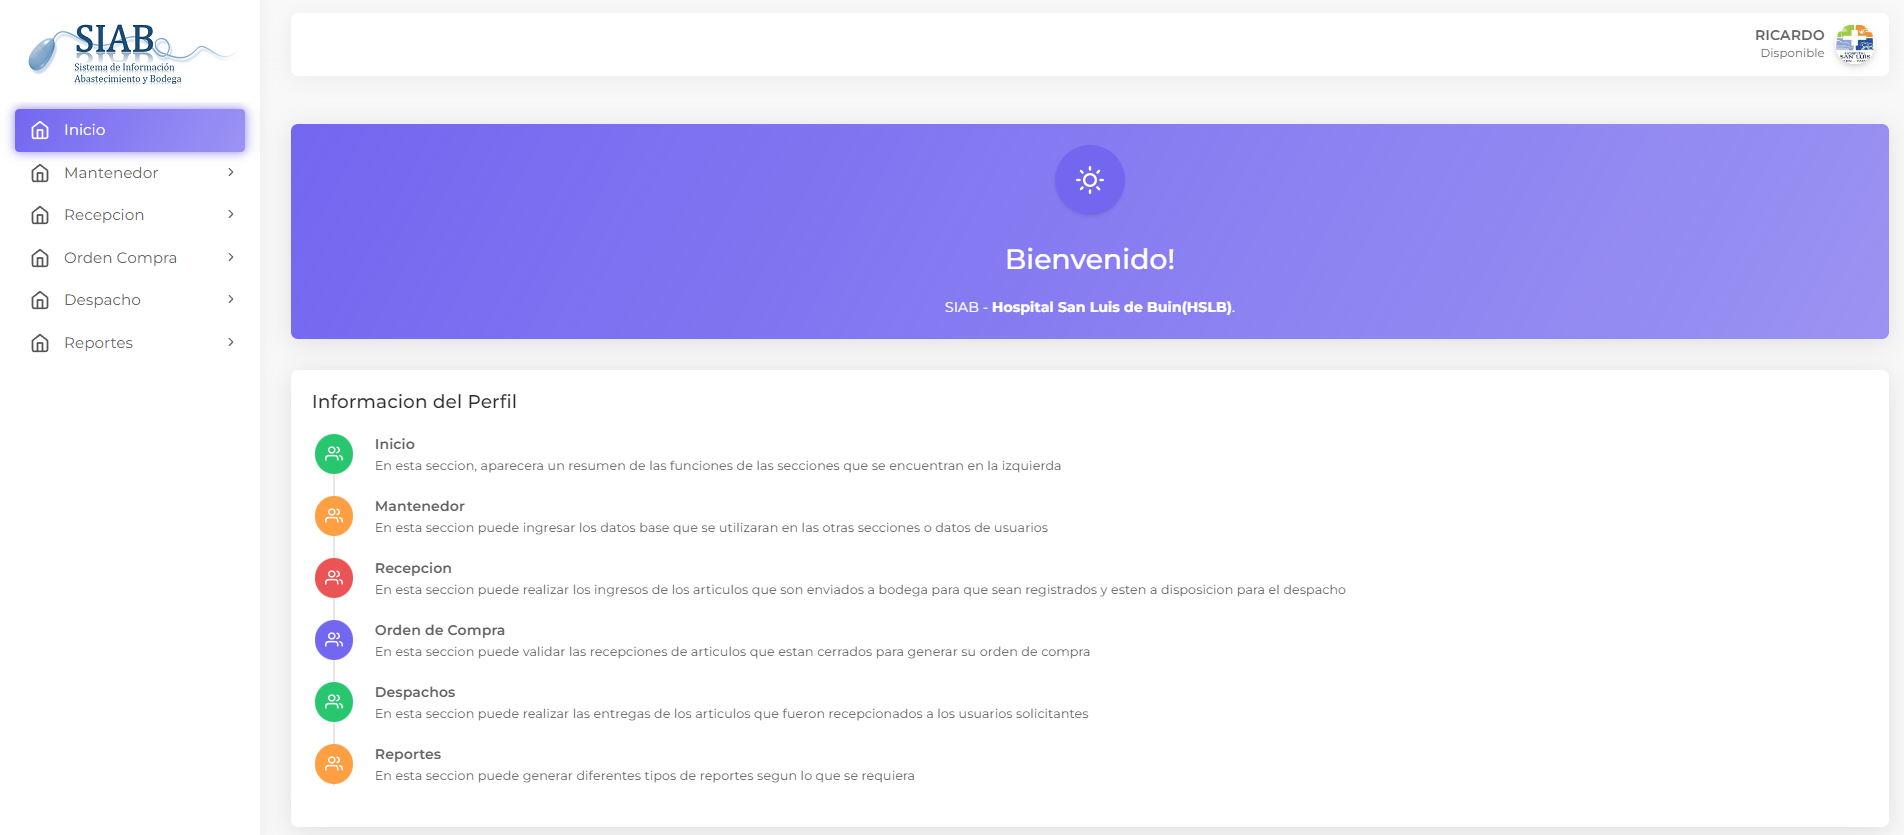 SIAB
Sistema de Información
Abastecimiento y Bodega
Inicio
Mantenedor
Recepcion
Orden Compra
Despacho
Reportes
RICARDO
Disponible
SAN LUIS
Bienvenido!
SIAB - Hospital San Luis de Buin(HSLB).
Informacion del Perfil
Inicio
En esta seccion, aparecera un resumen de las funciones de las secciones que se encuentran en la izquierda
Mantenedor
En esta seccion puede ingresar los datos base que se utilizaran en las otras secciones o datos de usuarios
Recepcion
En esta seccion puede realizar los ingresos de los articulos que son enviados a bodega para que sean registrados y esten a disposicion para el despacho
Orden de Compra
En esta seccion puede validar las recepciones de articulos que estan cerrados para generar su orden de compra
Despachos
En esta seccion puede realizar las entregas de los articulos que fueron recepcionados a los usuarios solicitantes
Reportes
En esta seccion puede generar diferentes tipos de reportes segun lo que se requiera